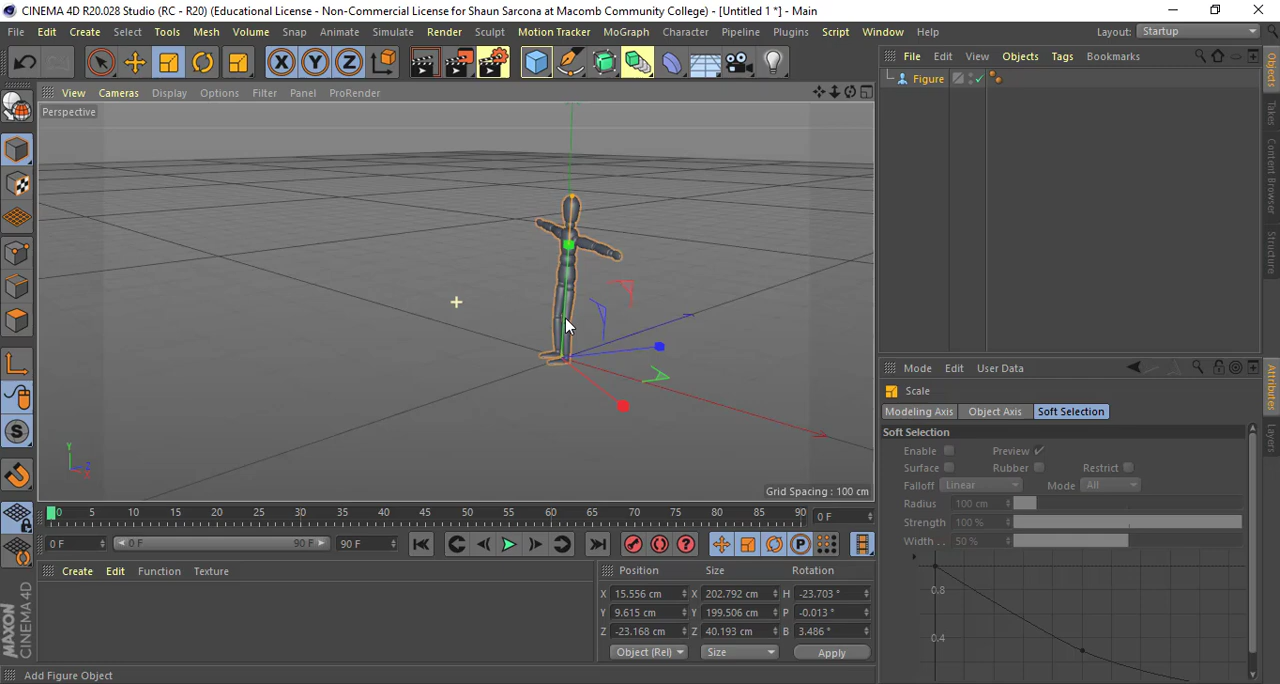 CINEMA 4D R20.028 Studio (RC - R20) (Educational License - Non-Commercial License for Shaun Sarcona at Macomb Community College) - [Untitled 1 *] - Main
File Edit Create Select Tools Mesh Volume Snap Animate Simulate Render Sculpt Motion Tracker MoGraph Character Pipeline Plugins Script Window Help Layout: Startup
X Y Z
File Edit View Objects Tags Bookmarks
View Cameras Display Options Filter Panel ProRender
Perspective
Figure
Objects
Takes
Content Browser
Structure
Mode Edit User Data
Scale
Modeling Axis Object Axis Soft Selection
Soft Selection
Enable Preview
Surface Rubber Restrict
Falloff Linear Mode All
Radius 100 cm
Strength 100 %
Width 50 %
0.8
0.4
Attributes
Layers
Y
Z
X
S
Grid Spacing : 100 cm
0 5 10 15 20 25 30 35 40 45 50 55 60 65 70 75 80 85 90 0 F
0 F 0 F 90 F 90 F
P
Create Edit Function Texture
Position Size Rotation
X 15.556 cm X 202.792 cm H -23.703 °
Y 9.615 cm Y 199.506 cm P -0.013 °
Z -23.168 cm Z 40.193 cm B 3.486 °
Object (Rel) Size Apply
MAXON
CINEMA 4D
Add Figure Object